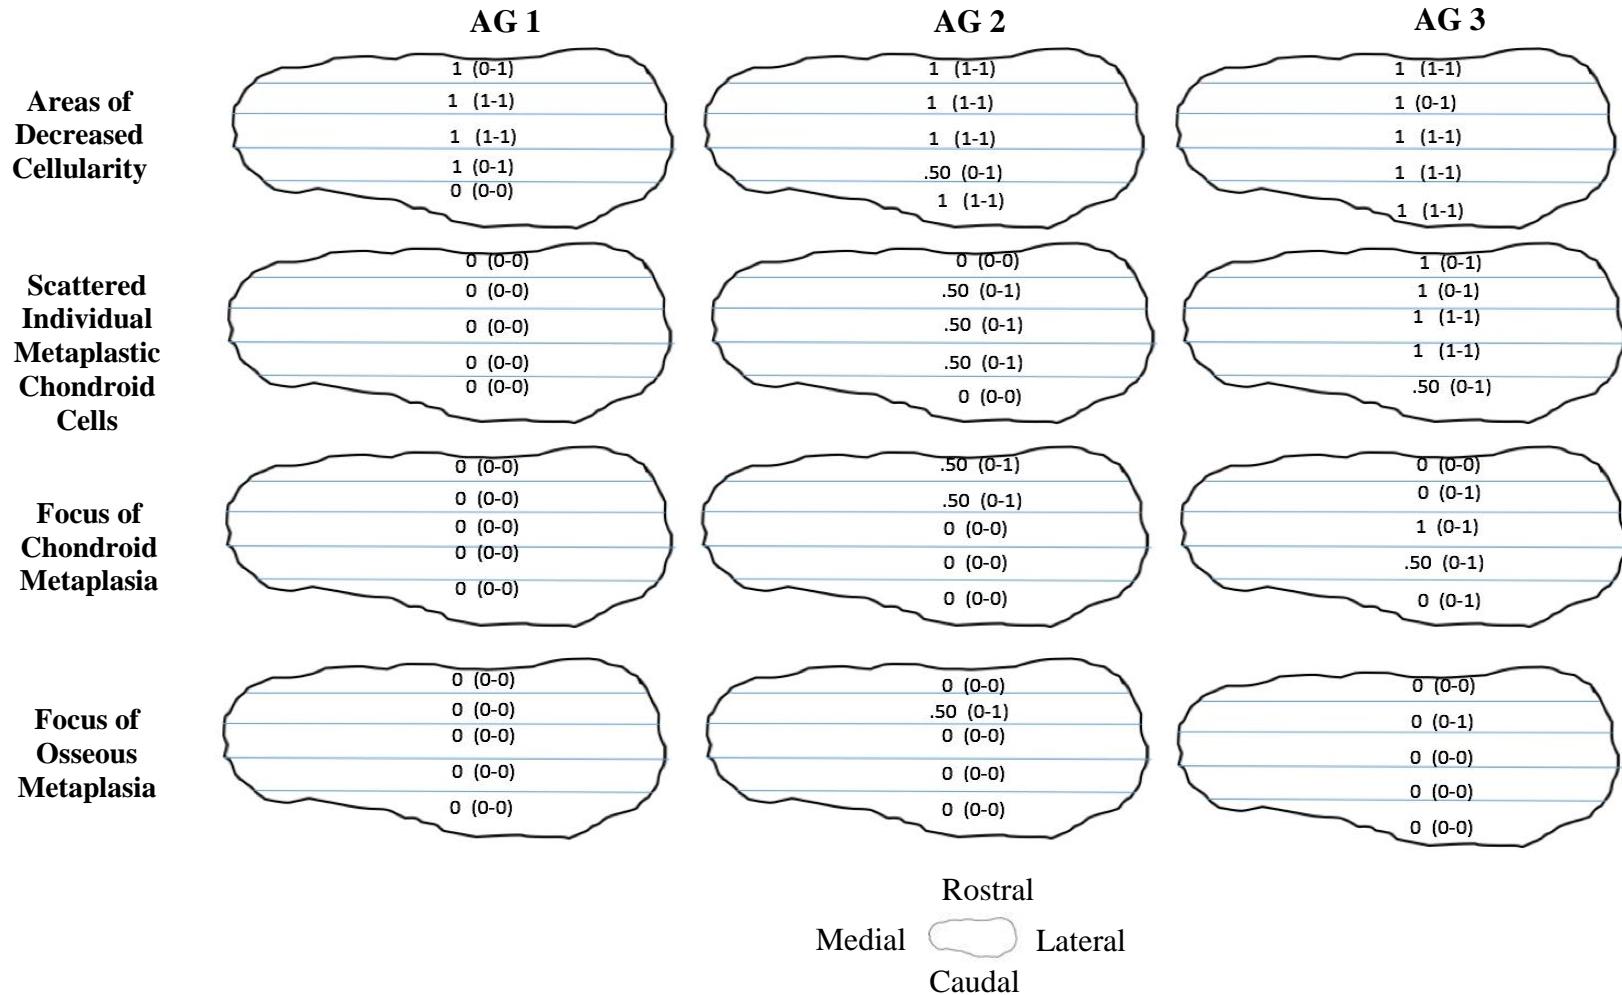 AG 1
AG 2
AG 3
Areas of
Decreased
Cellularity
1 (0-1)
1 (1-1)
1 (1-1)
1 (0-1)
0 (0-0)
1 (1-1)
1 (1-1)
1 (1-1)
.50 (0-1)
1 (1-1)
1 (1-1)
1 (0-1)
1 (1-1)
1 (1-1)
1 (1-1)
Scattered
Individual
Metaplastic
Chondroid
Cells
0 (0-0)
0 (0-0)
0 (0-0)
0 (0-0)
0 (0-0)
0 (0-0)
.50 (0-1)
.50 (0-1)
.50 (0-1)
0 (0-0)
1 (0-1)
1 (0-1)
1 (1-1)
1 (1-1)
.50 (0-1)
Focus of
Chondroid
Metaplasia
0 (0-0)
0 (0-0)
0 (0-0)
0 (0-0)
0 (0-0)
.50 (0-1)
.50 (0-1)
0 (0-0)
0 (0-0)
0 (0-0)
0 (0-0)
0 (0-1)
1 (0-1)
.50 (0-1)
0 (0-1)
Focus of
Osseous
Metaplasia
0 (0-0)
0 (0-0)
0 (0-0)
0 (0-0)
0 (0-0)
0 (0-0)
.50 (0-1)
0 (0-0)
0 (0-0)
0 (0-0)
0 (0-0)
0 (0-1)
0 (0-0)
0 (0-0)
0 (0-0)
Rostral
Medial
Lateral
Caudal